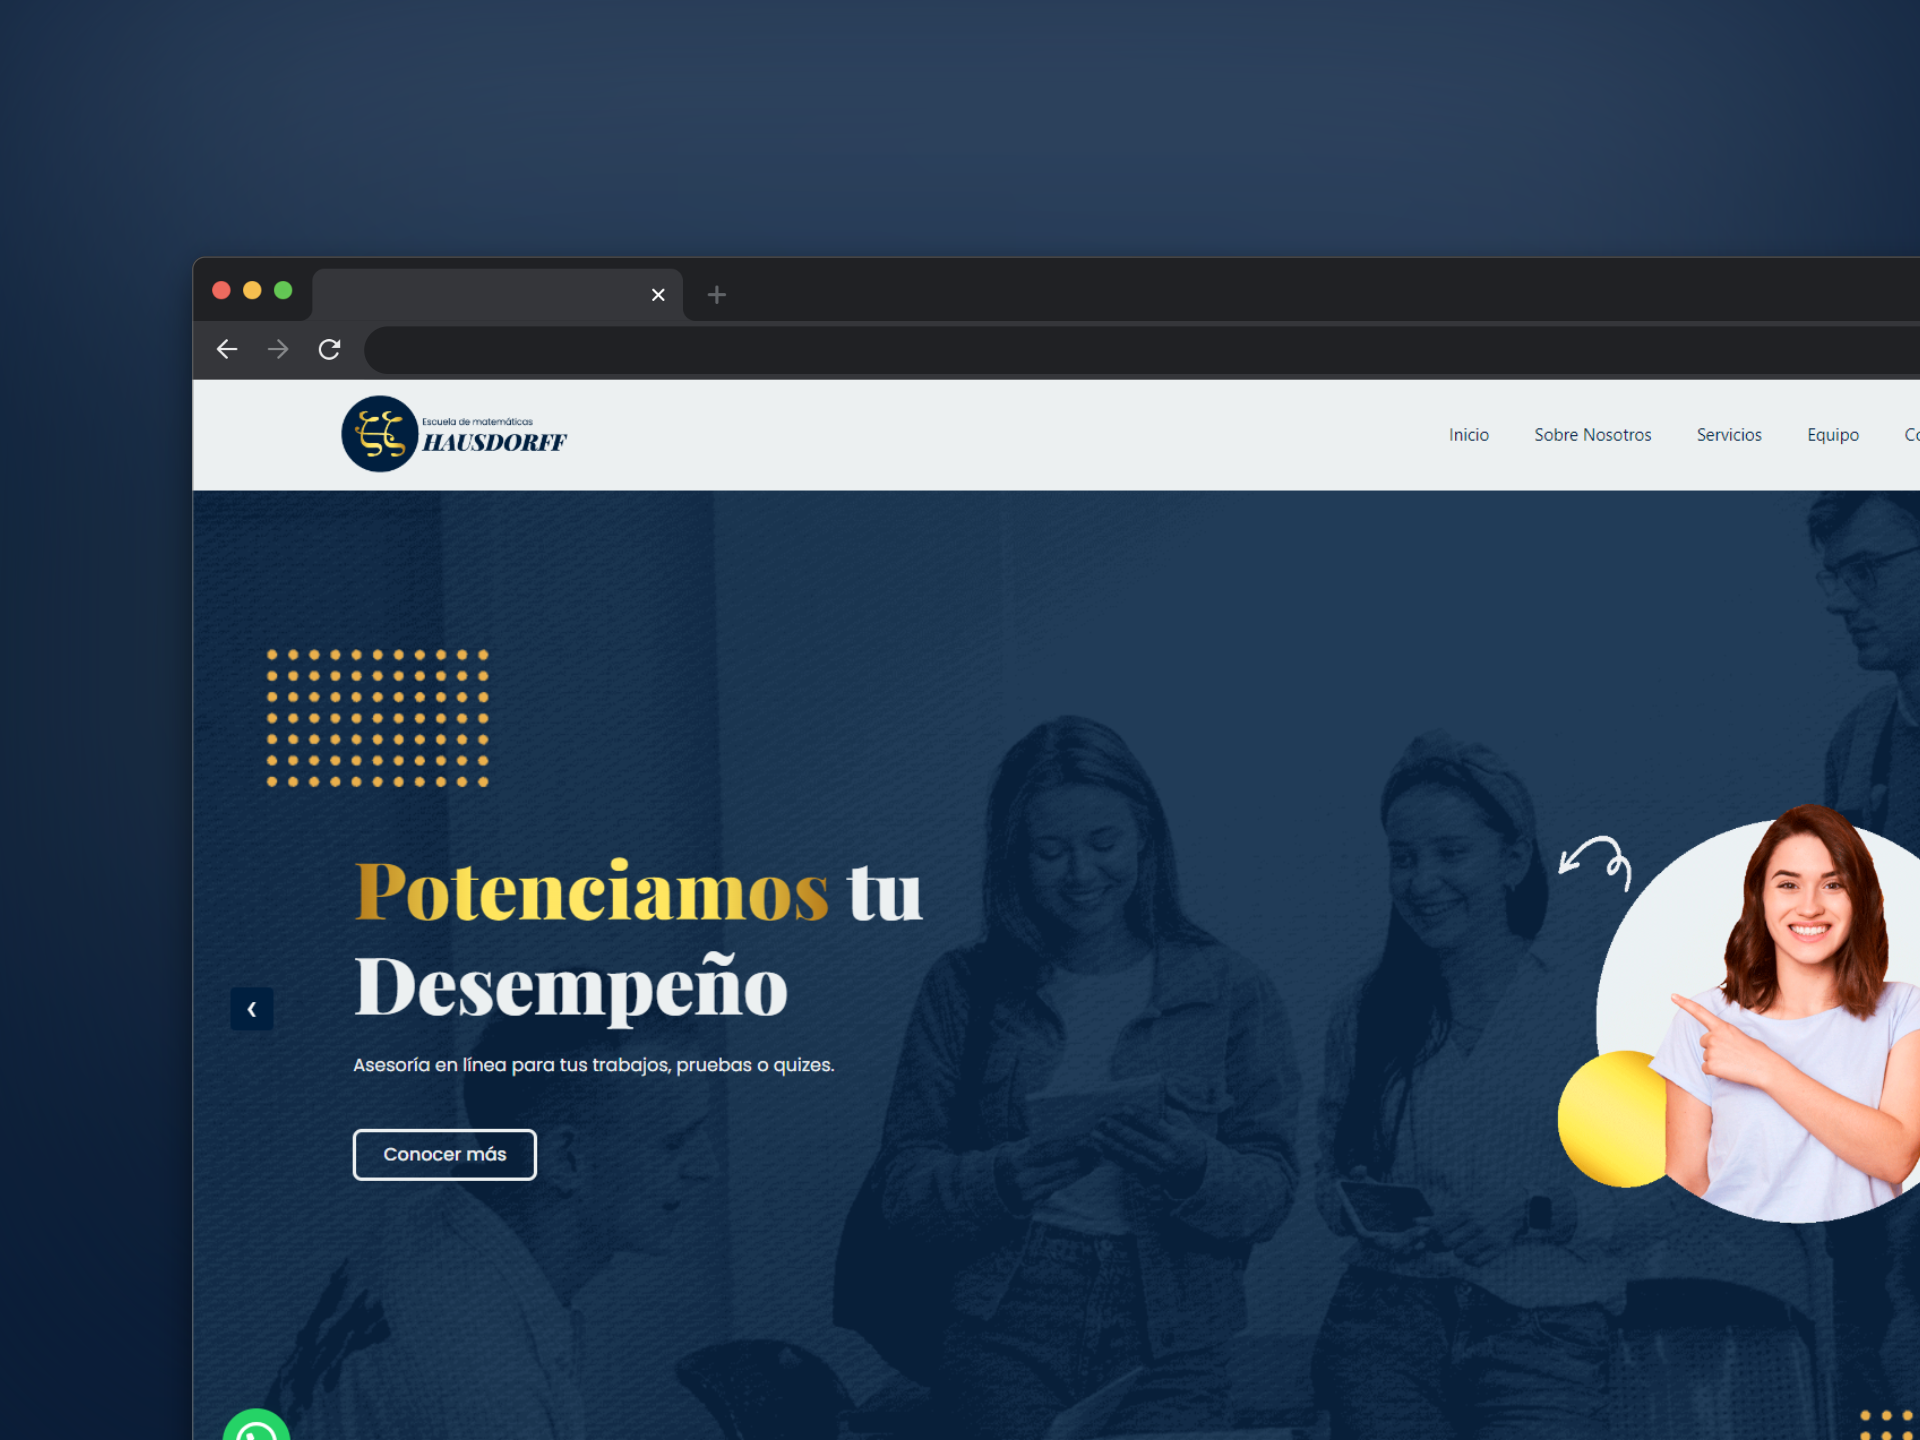 Escuela de matemáticas
HAUSDORFF
Inicio Sobre Nosotros Servicios Equipo
Potenciamos tu
Desempeño
Asesoría en línea para tus trabajos, pruebas o quizes.
Conocer más